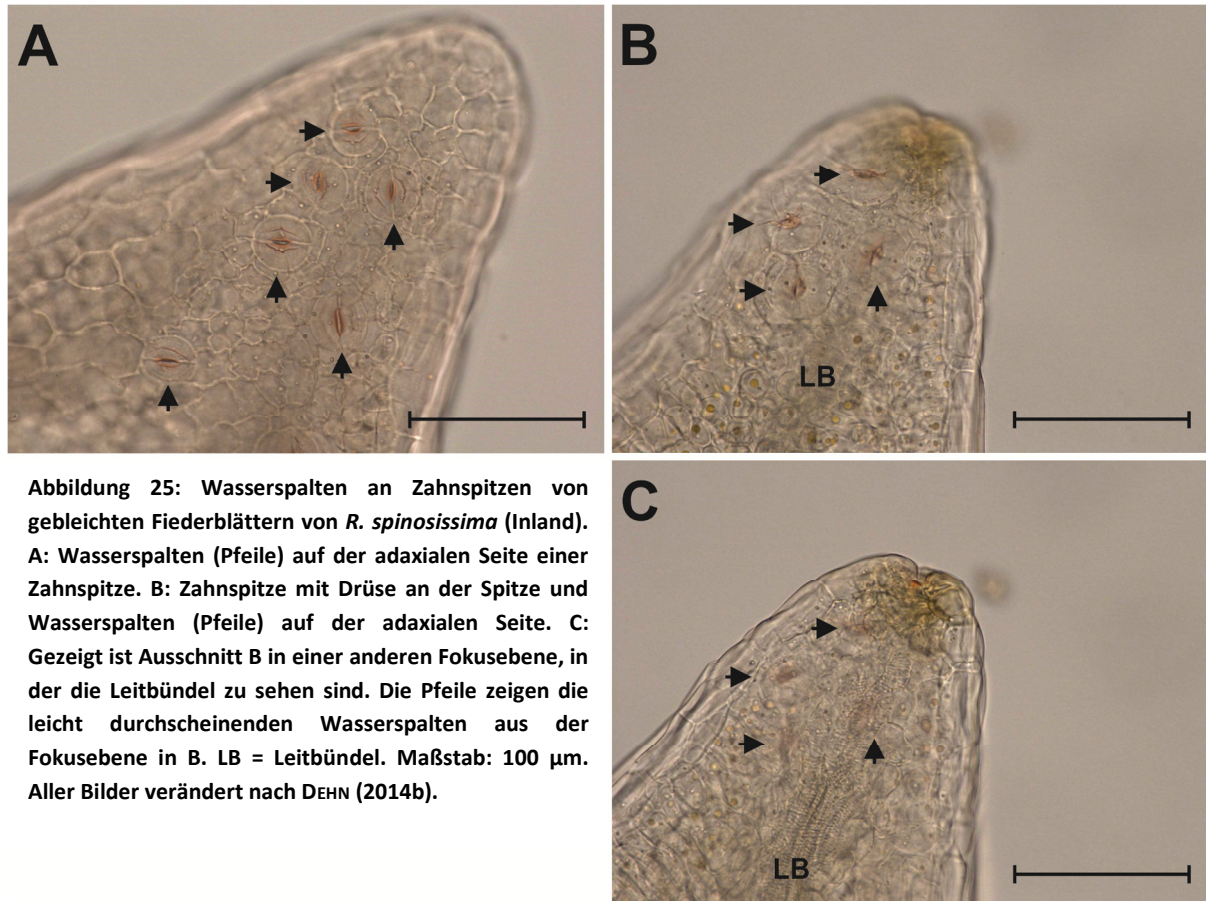 A
B
LB
Abbildung 25: Wasserspalten an Zahnspitzen von
gebleichten Fiederblättern von R. spinosissima (Inland).
A: Wasserspalten (Pfeile) auf der adaxialen Seite einer
Zahnspitze. B: Zahnspitze mit Drüse an der Spitze und
Wasserspalten (Pfeile) auf der adaxialen Seite. C:
Gezeigt ist Ausschnitt B in einer anderen Fokusebene, in
der die Leitbündel zu sehen sind. Die Pfeile zeigen die
leicht durchscheinenden Wasserspalten aus der
Fokusebene in B. LB = Leitbündel. Maßstab: 100 µm.
Aller Bilder verändert nach DEHN (2014b).
C
LB